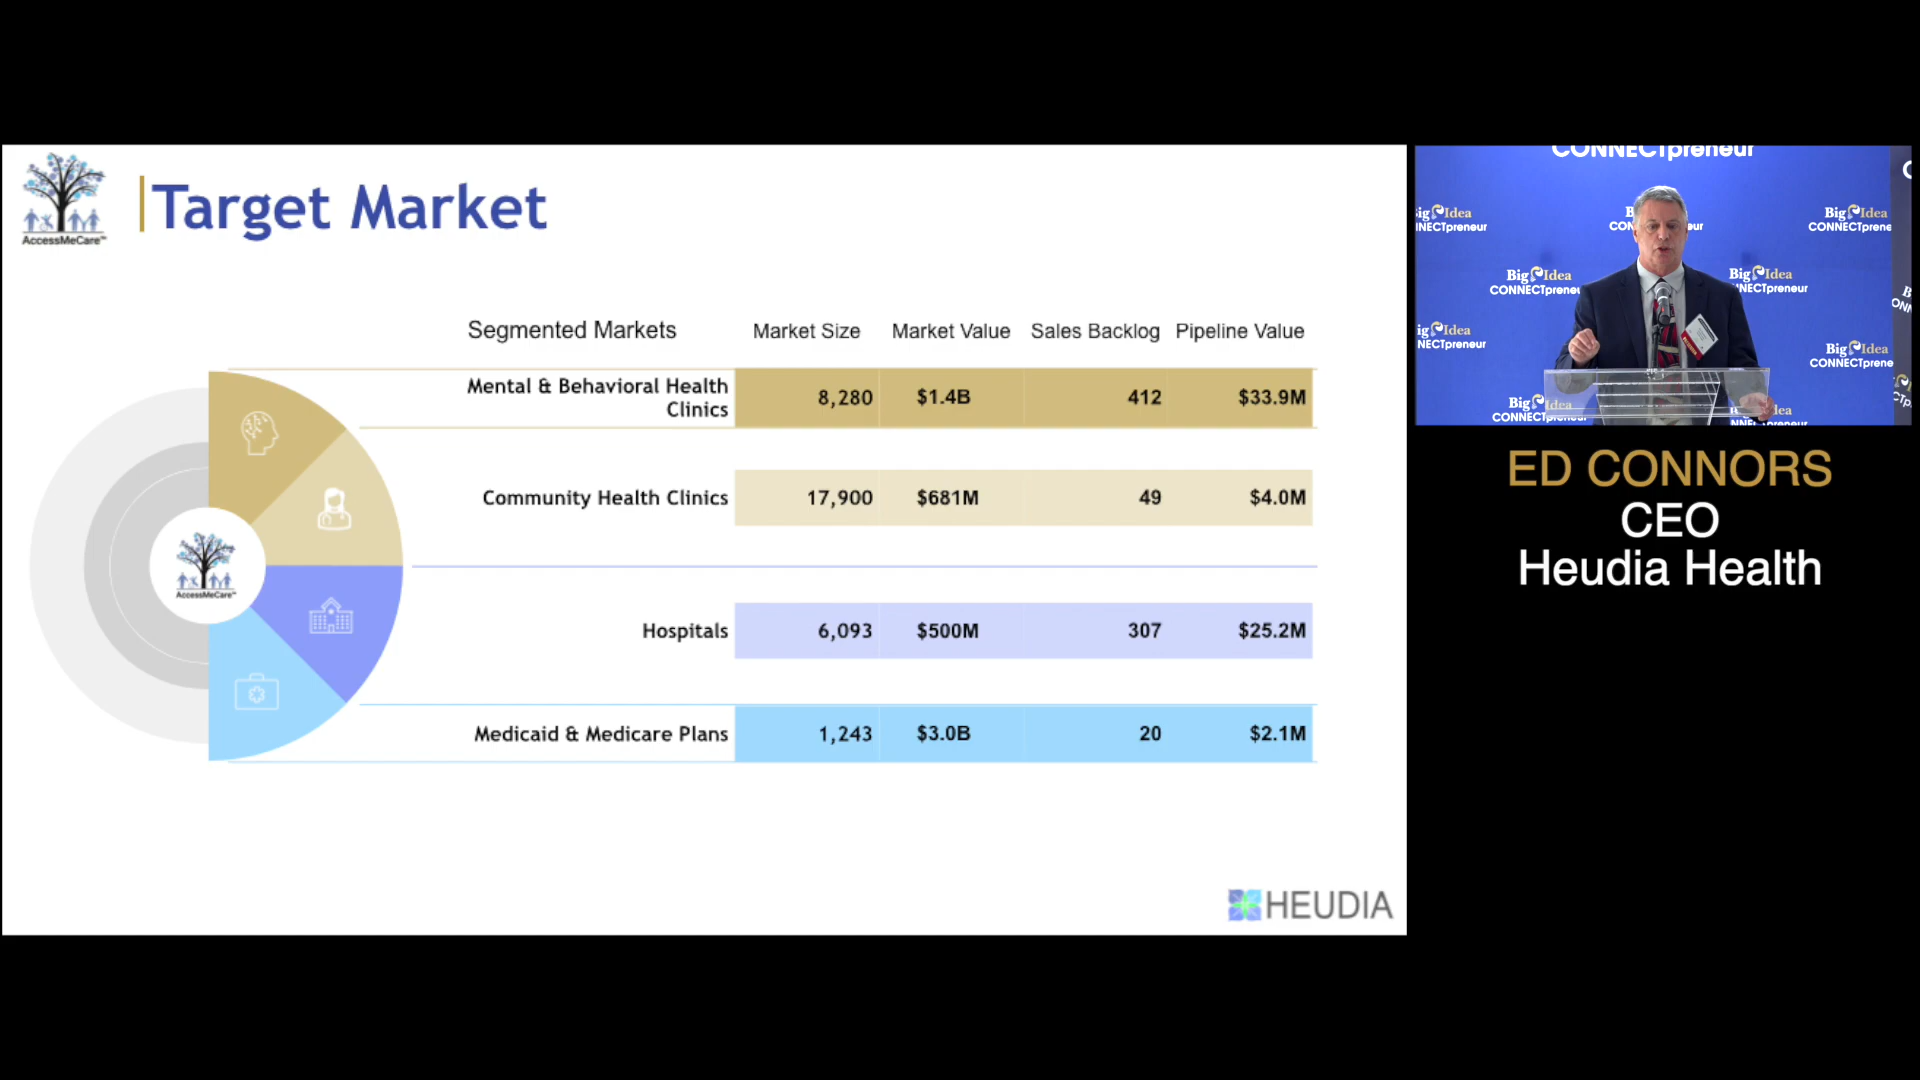 AccessMeCare™
Target Market
Segmented Markets Market Size Market Value Sales Backlog Pipeline Value
Mental & Behavioral Health
Clinics 8,280 $1.4B 412 $33.9M
Community Health Clinics 17,900 $681M 49 $4.0M
AccessMeCare™
Hospitals 6,093 $500M 307 $25.2M
Medicaid & Medicare Plans 1,243 $3.0B 20 $2.1M
HEUDIA
CONNECTpreneur
Big Idea
CONNECTpreneur
Big Idea
CONNECTpreneur
Big Idea
CONNECTpreneur
Big Idea
CONNECTpreneur
Big Idea
CONNECTpreneur
ED CONNORS
CEO
Heudia Health